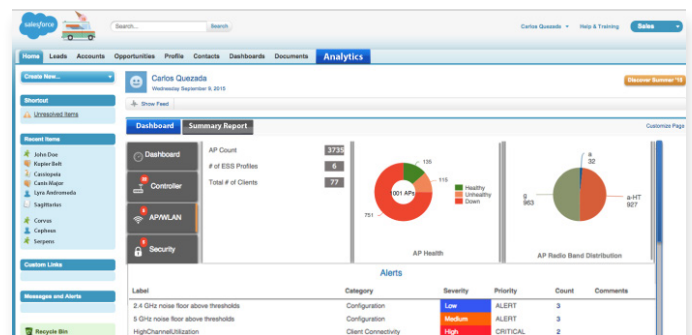 salesforce
Search...
Search
Carlos Quezada
Help & Training
Sales
Home Leads Accounts Opportunities Profile Contacts Dashboards Documents Analytics
Create New...
Carlos Quezada
Wednesday September 9, 2015
Discover Summer '15
Show Feed
Shortcut
Unresolved Items
Dashboard
Summary Report
Customize Page
Recent Items
John Doe
Kuyper Belt
Cassiopeia
Canis Major
Lyra Andromeda
Sagittarius
Corvus
Cepheus
Serpens
Custom Links
Messages and Alerts
Recycle Bin
Dashboard
Controller
AP/WLAN
Security
AP Count 3735
# of ESS Profiles 6
Total # of Clients 77
135
115
1001 APs
751
Healthy
Unhealthy
Down
AP Health
a
32
g
963
a-HT
927
AP Radio Band Distribution
Alerts
Label Category Severity Priority Count Comments
2.4 GHz noise floor above thresholds Configuration Low ALERT 3
5 GHz noise floor above thresholds Configuration Medium ALERT 3
HighChannelUtilization Client Connectivity High CRITICAL 2